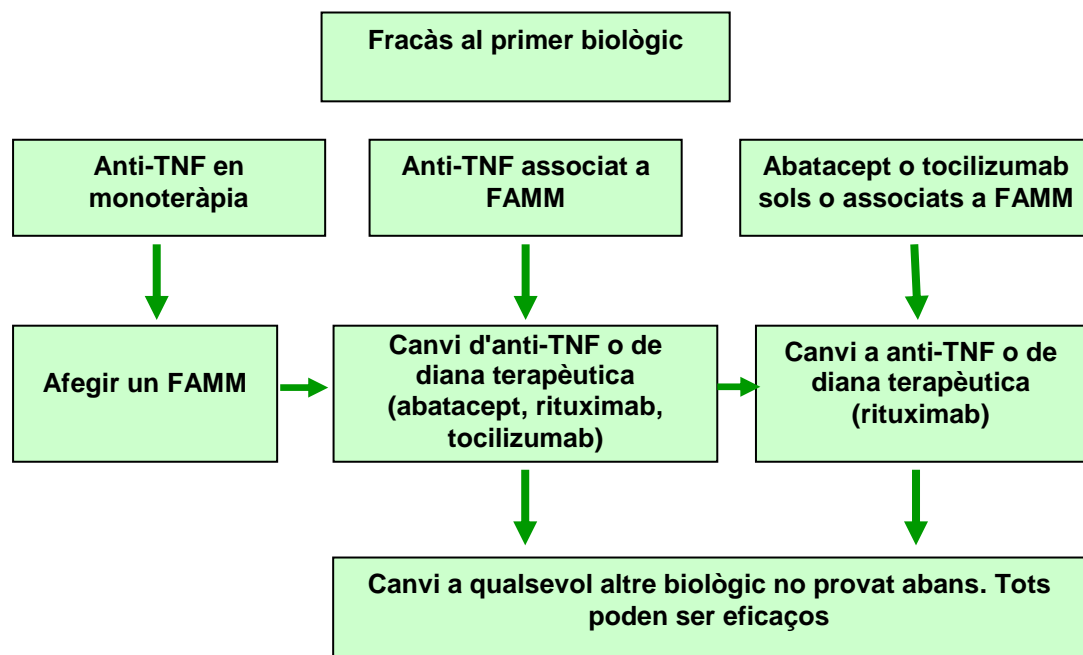 Fracàs al primer biològic
Anti-TNF en
monoteràpia
Anti-TNF associat a
FAMM
Abatacept o tocilizumab
sols o associats a FAMM
Afegir un FAMM
Canvi d'anti-TNF o de
diana terapèutica
(abatacept, rituximab,
tocilizumab)
Canvi a anti-TNF o de
diana terapèutica
(rituximab)
Canvi a qualsevol altre biològic no provat abans. Tots
poden ser eficaços